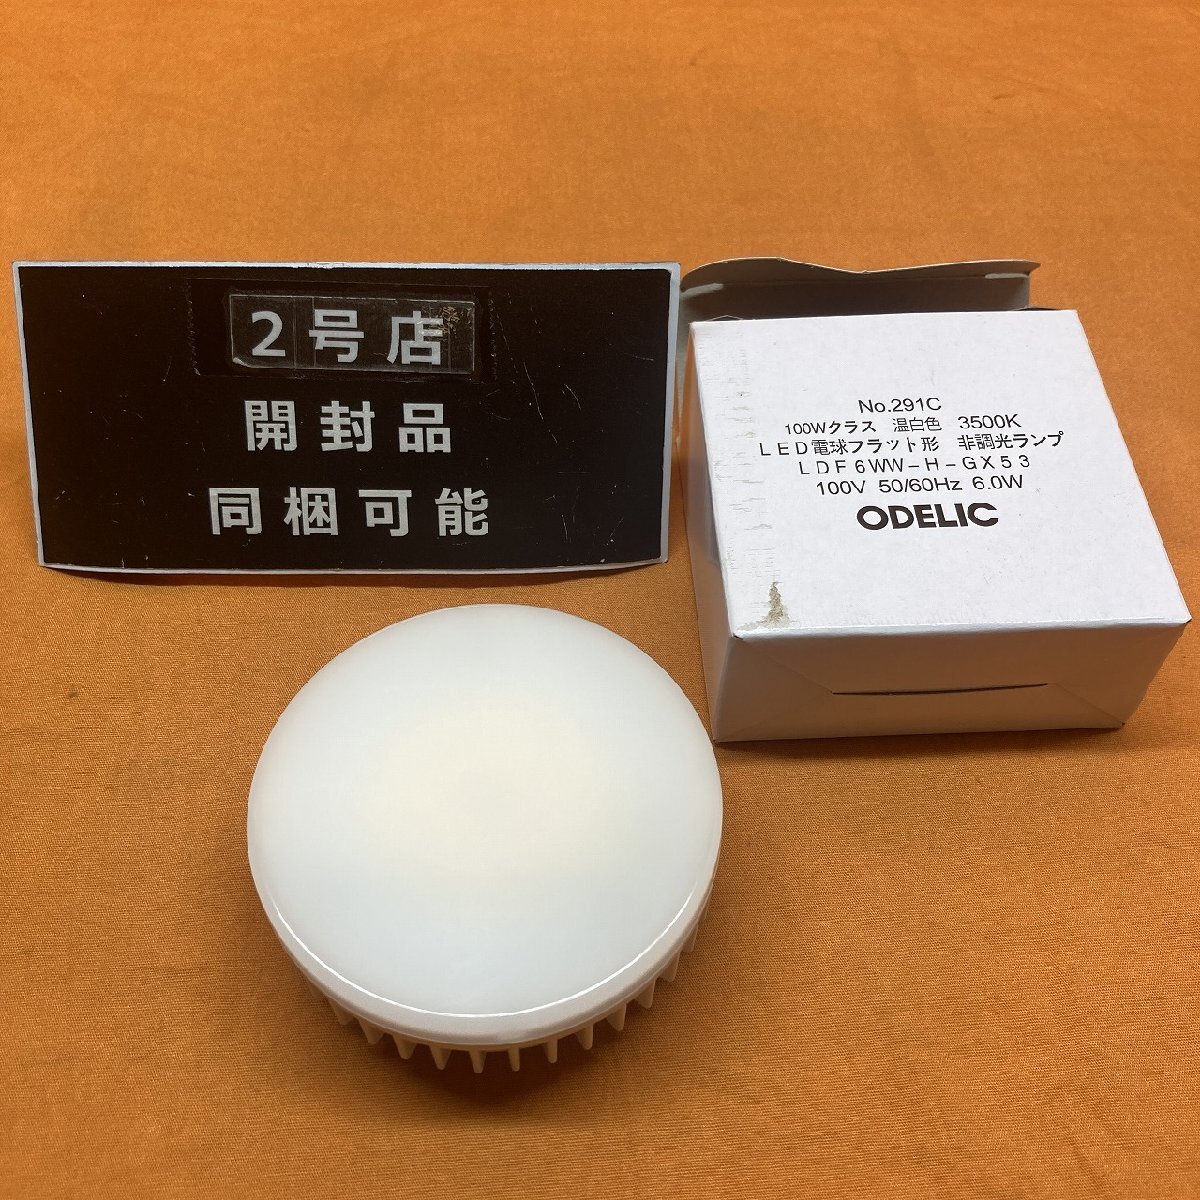 2号店
開封品
同梱可能
No.291C
100Wクラス 温白色 3500K
LED電球フラット形 非調光ランプ
LDF6WW-H-GX53
100V 50/60Hz 6.0W
ODELIC